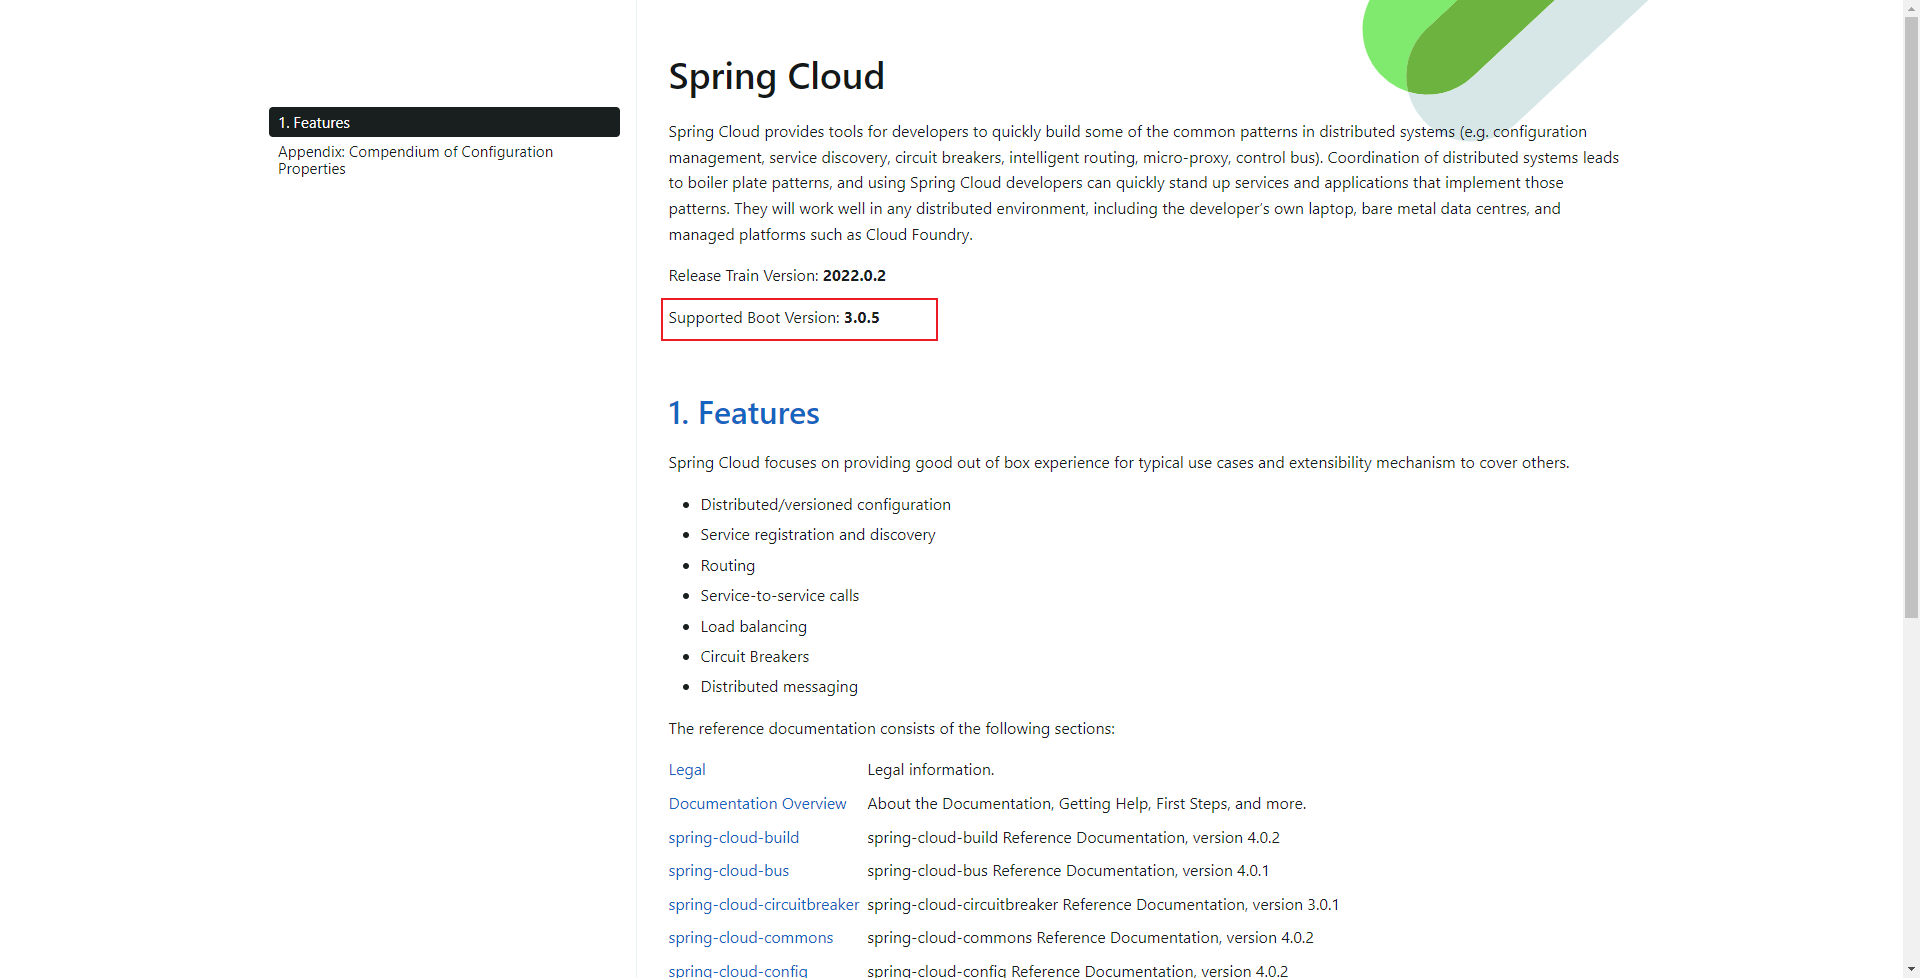 Spring Cloud
1. Features
Appendix: Compendium of Configuration
Properties
Spring Cloud provides tools for developers to quickly build some of the common patterns in distributed systems (e.g. configuration
management, service discovery, circuit breakers, intelligent routing, micro-proxy, control bus). Coordination of distributed systems leads
to boiler plate patterns, and using Spring Cloud developers can quickly stand up services and applications that implement those
patterns. They will work well in any distributed environment, including the developer’s own laptop, bare metal data centres, and
managed platforms such as Cloud Foundry.
Release Train Version: 2022.0.2
Supported Boot Version: 3.0.5
1. Features
Spring Cloud focuses on providing good out of box experience for typical use cases and extensibility mechanism to cover others.
• Distributed/versioned configuration
• Service registration and discovery
• Routing
• Service-to-service calls
• Load balancing
• Circuit Breakers
• Distributed messaging
The reference documentation consists of the following sections:
Legal Legal information.
Documentation Overview About the Documentation, Getting Help, First Steps, and more.
spring-cloud-build spring-cloud-build Reference Documentation, version 4.0.2
spring-cloud-bus spring-cloud-bus Reference Documentation, version 4.0.1
spring-cloud-circuitbreaker spring-cloud-circuitbreaker Reference Documentation, version 3.0.1
spring-cloud-commons spring-cloud-commons Reference Documentation, version 4.0.2
spring-cloud-config spring-cloud-config Reference Documentation, version 4.0.2